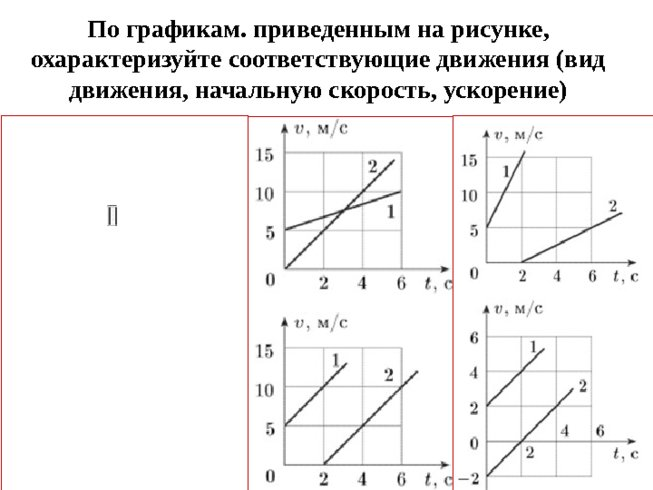 По графикам. приведенным на рисунке,
охарактеризуйте соответствующие движения (вид
движения, начальную скорость, ускорение)
v, м/с
15
10
5
0
2
1
2 4 6 t, с
v, м/с
15
10
5
0
1
2
2 4 6 t, с
v, м/с
15
10
5
0
1
2
2 4 6 t, с
v, м/с
6
4
2
0
−2
1
2
2 4 6
t, с